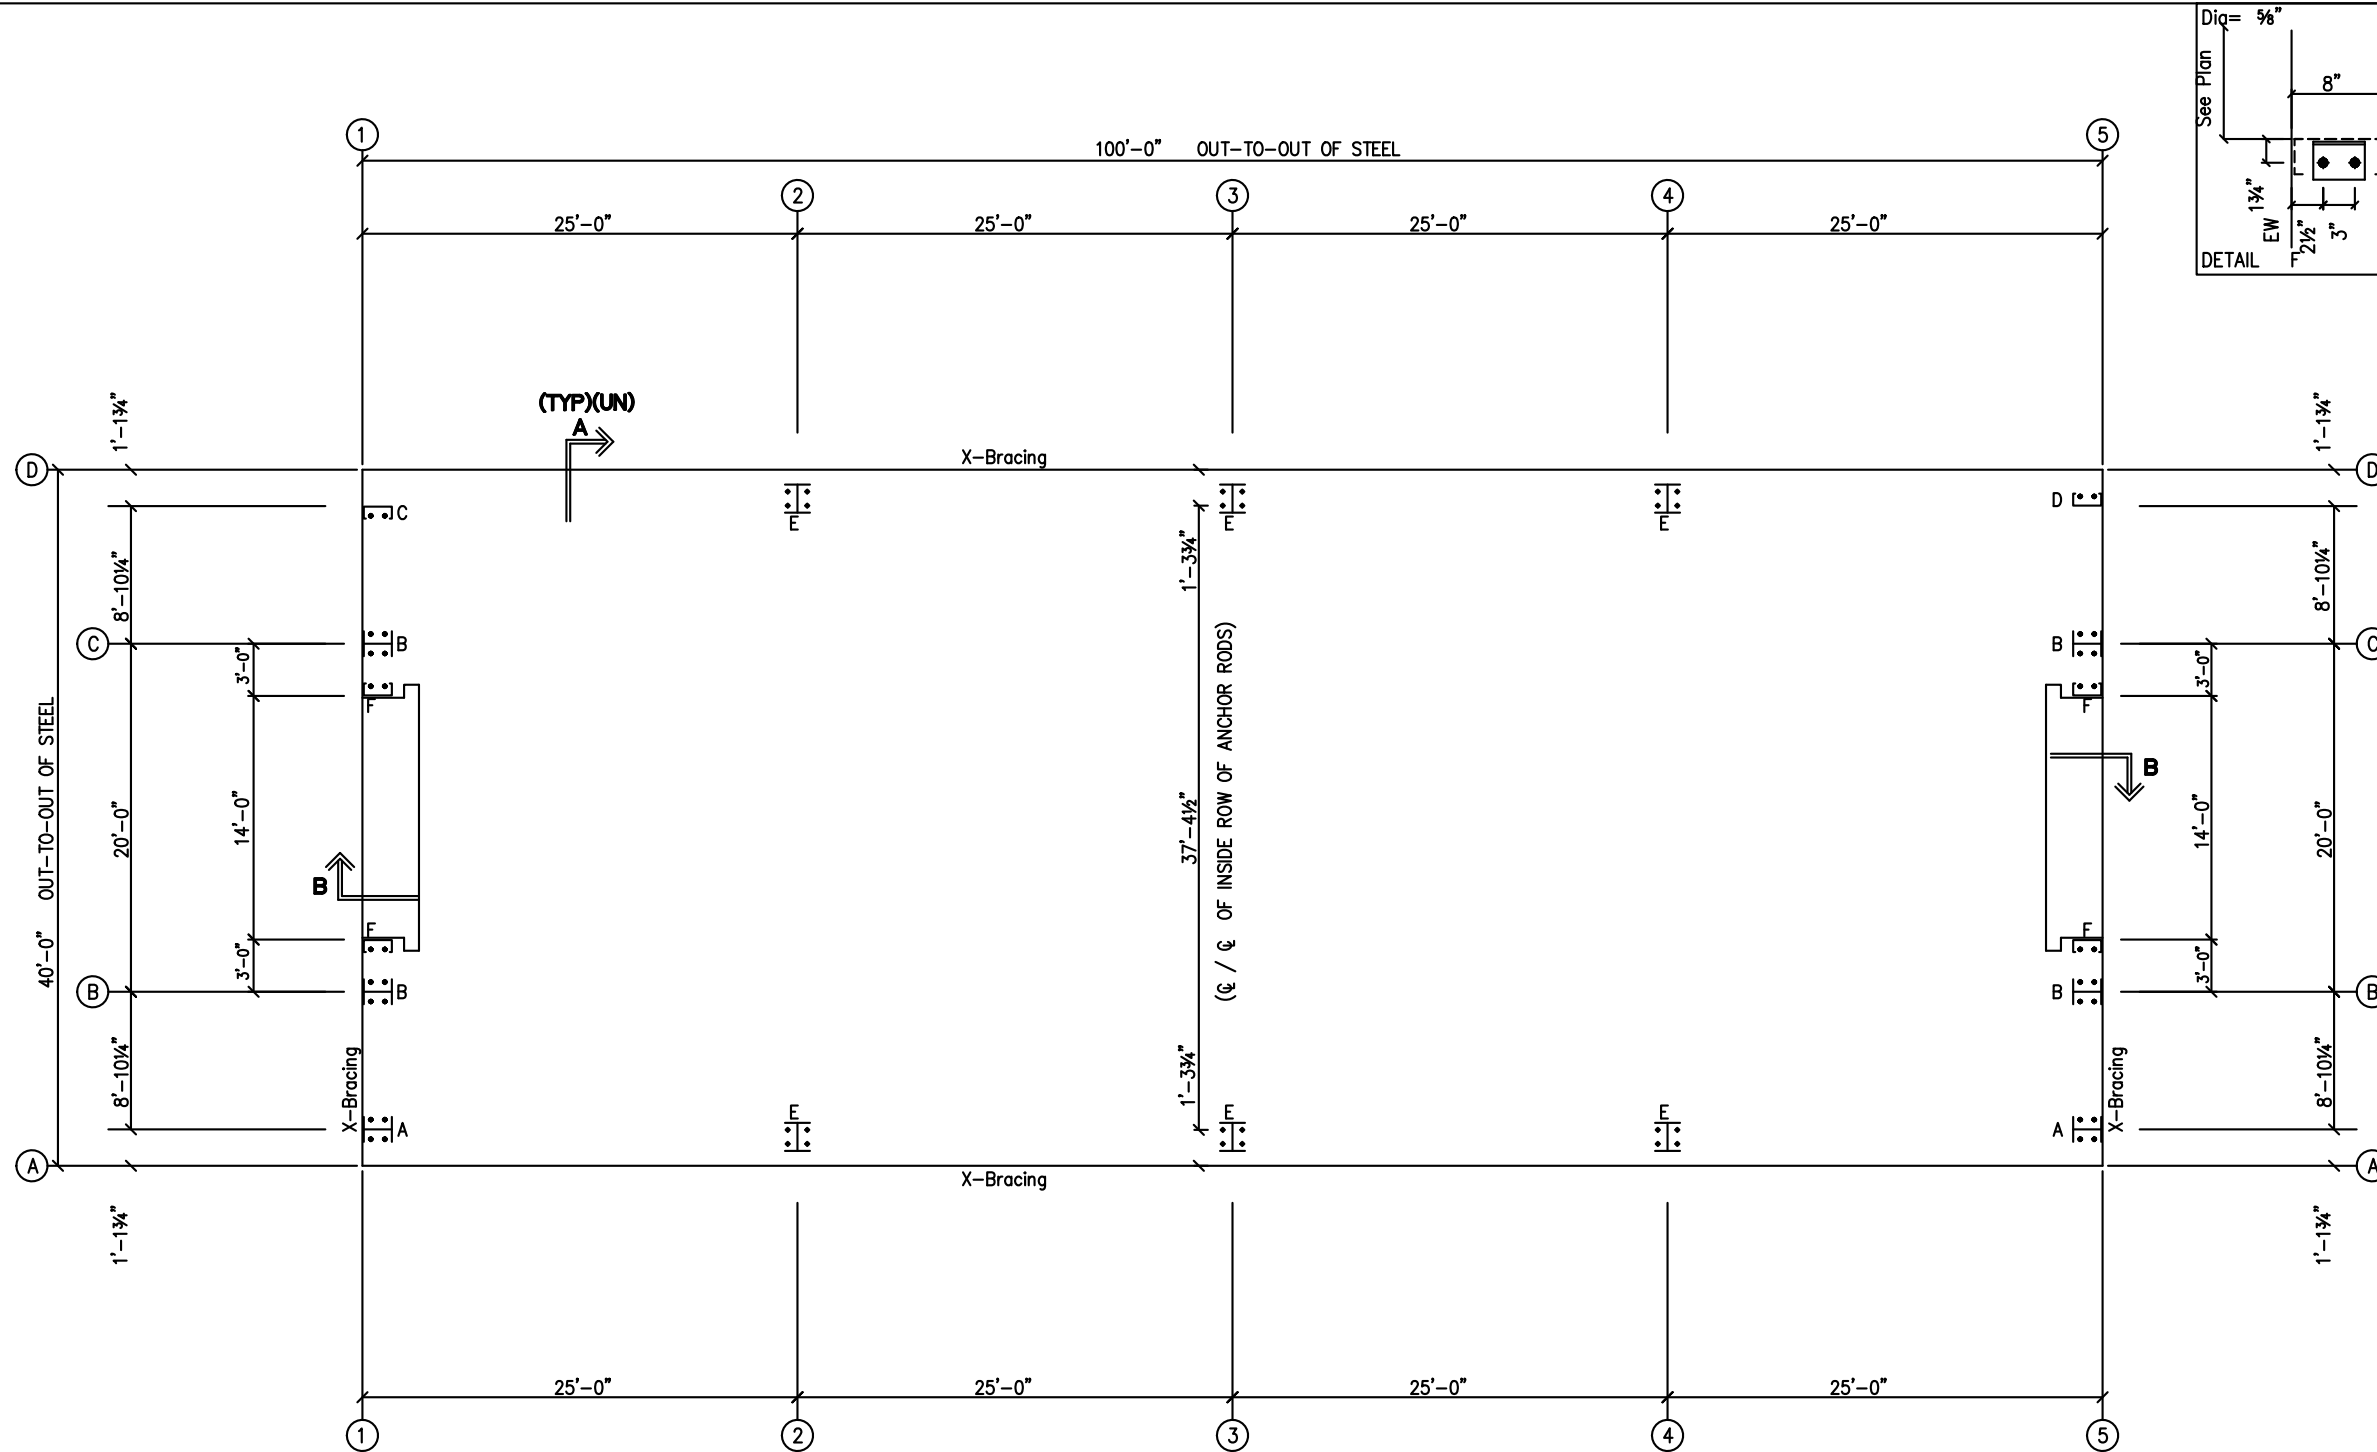 Dia= ⅝"
See Plan
8"
1¾"
EW
2½"
3"
DETAIL F
1
5
100'-0" OUT-TO-OUT OF STEEL
2
3
4
25'-0"
25'-0"
25'-0"
25'-0"
(TYP)(UN)
A
1'-1¾"
1'-1¾"
D
X-Bracing
D
C
E
E
E
D
8'-10¼"
1'-3¾"
8'-10¼"
C
3'-0"
B
B
3'-0"
C
F
F
40'-0" OUT-TO-OUT OF STEEL
20'-0"
14'-0"
B
37'-4½"
(℄ / ℄ OF INSIDE ROW OF ANCHOR RODS)
B
14'-0"
20'-0"
F
F
B
3'-0"
B
B
3'-0"
B
8'-10¼"
X-Bracing
A
E
1'-3¾"
E
E
A
X-Bracing
8'-10¼"
A
X-Bracing
A
1'-1¾"
1'-1¾"
25'-0"
25'-0"
25'-0"
25'-0"
1
2
3
4
5